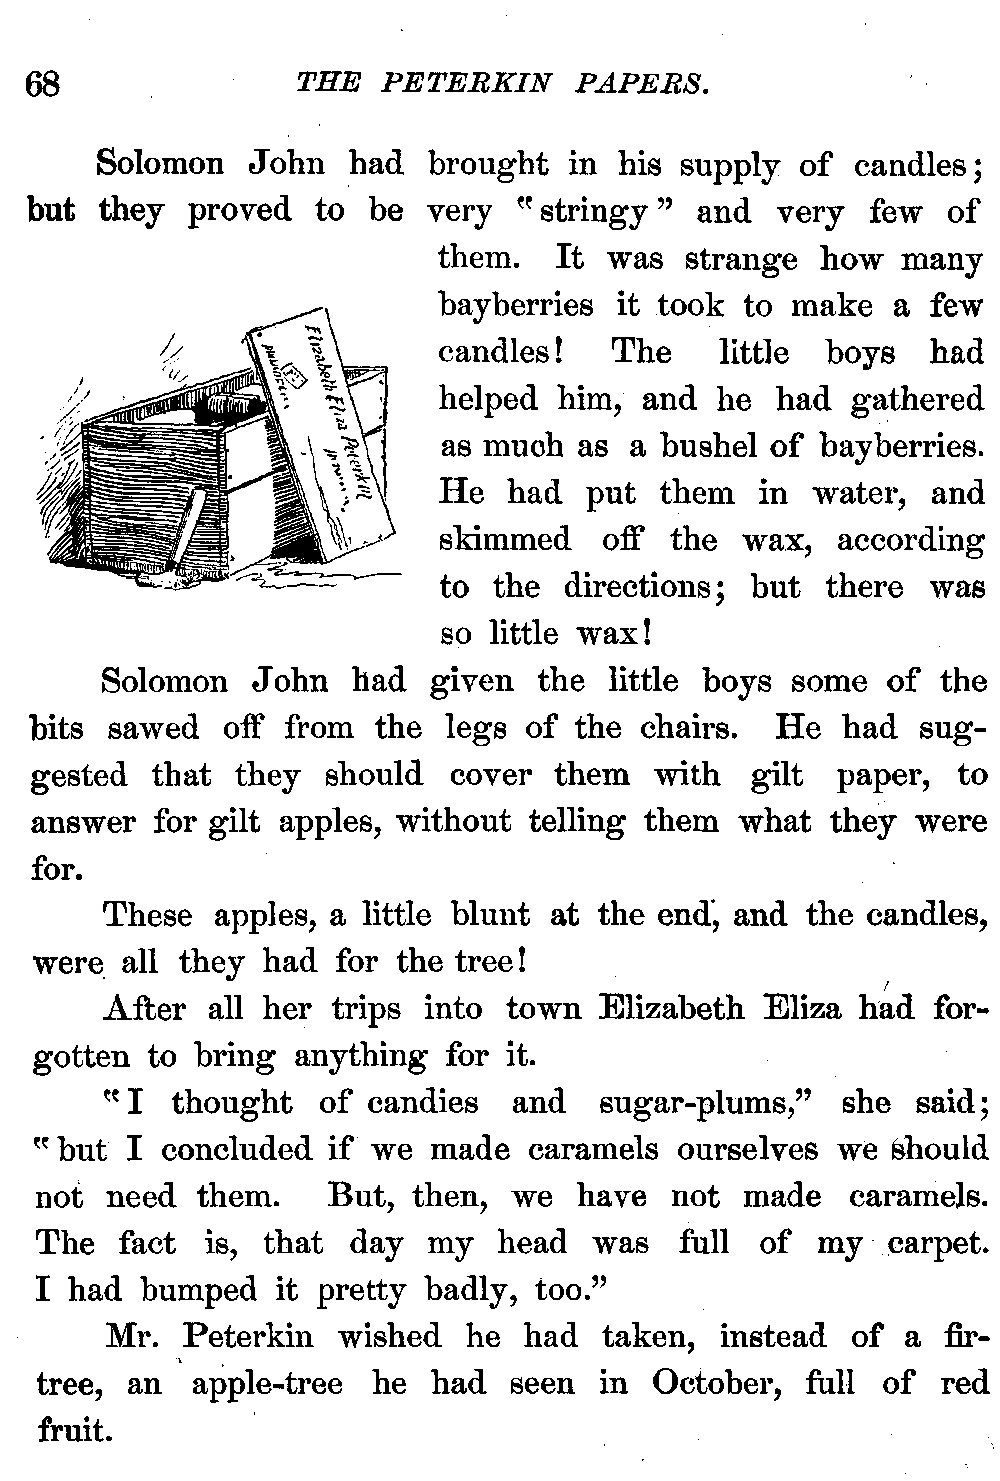 68 THE PETERKIN PAPERS.
Solomon John had brought in his supply of candles;
but they proved to be very "stringy" and very few of
them. It was strange how many
bayberries it took to make a few
candles! The little boys had
helped him, and he had gathered
as much as a bushel of bayberries.
He had put them in water, and
skimmed off the wax, according
to the directions; but there was
so little wax!
Elizabeth Eliza Peterkin
Solomon John had given the little boys some of the
bits sawed off from the legs of the chairs. He had sug-
gested that they should cover them with gilt paper, to
answer for gilt apples, without telling them what they were
for.
These apples, a little blunt at the end, and the candles,
were all they had for the tree!
After all her trips into town Elizabeth Eliza had for-
gotten to bring anything for it.
"I thought of candies and sugar-plums," she said;
"but I concluded if we made caramels ourselves we should
not need them. But, then, we have not made caramels.
The fact is, that day my head was full of my carpet.
I had bumped it pretty badly, too."
Mr. Peterkin wished he had taken, instead of a fir-
tree, an apple-tree he had seen in October, full of red
fruit.